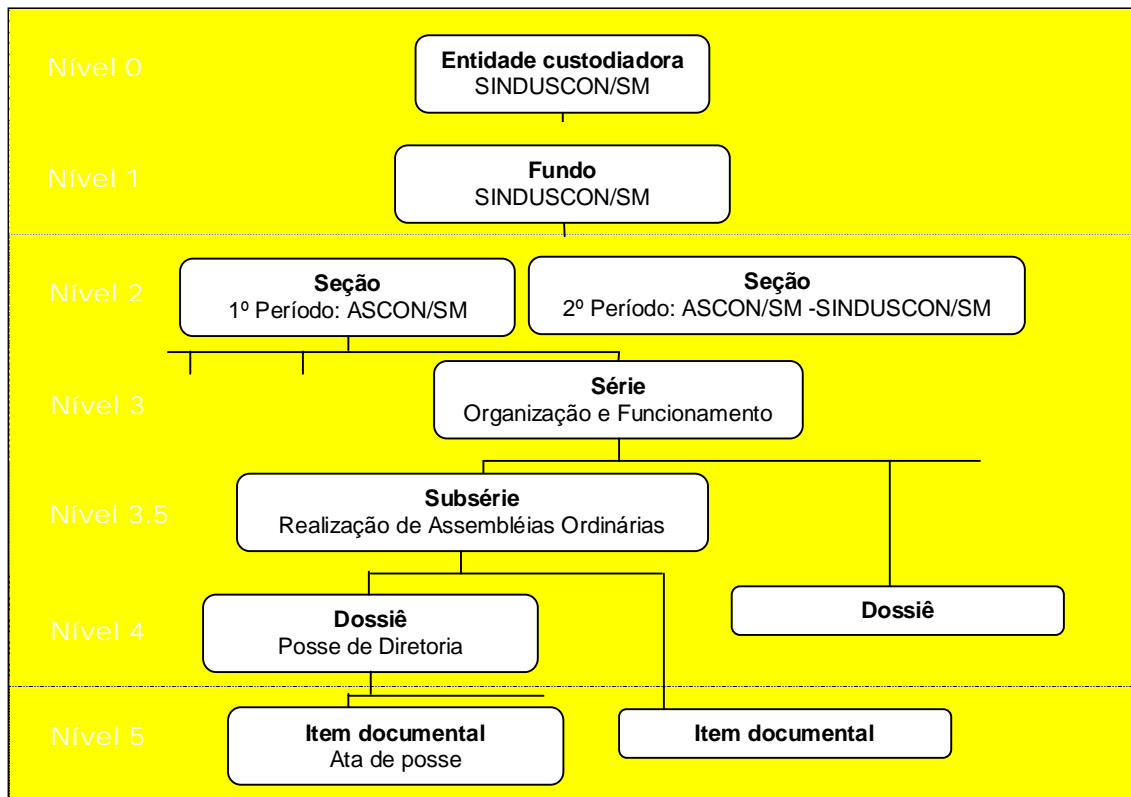 Nível 0
Entidade custodiadora
SINDUSCON/SM
Nível 1
Fundo
SINDUSCON/SM
Nível 2
Seção
1º Período: ASCON/SM
Seção
2º Período: ASCON/SM -SINDUSCON/SM
Nível 3
Série
Organização e Funcionamento
Nível 3.5
Subsérie
Realização de Assembléias Ordinárias
Nível 4
Dossiê
Posse de Diretoria
Dossiê
Nível 5
Item documental
Ata de posse
Item documental